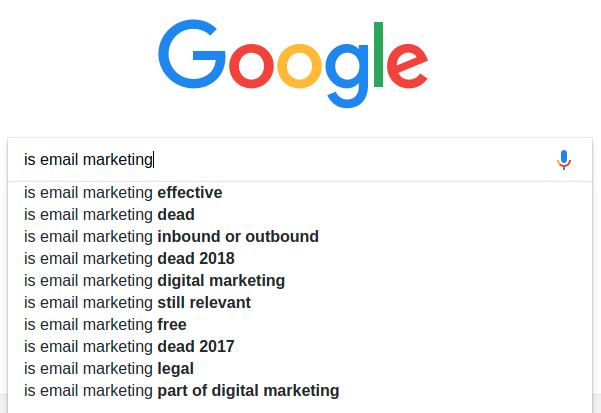 Google
is email marketing
is email marketing effective
is email marketing dead
is email marketing inbound or outbound
is email marketing dead 2018
is email marketing digital marketing
is email marketing still relevant
is email marketing free
is email marketing dead 2017
is email marketing legal
is email marketing part of digital marketing